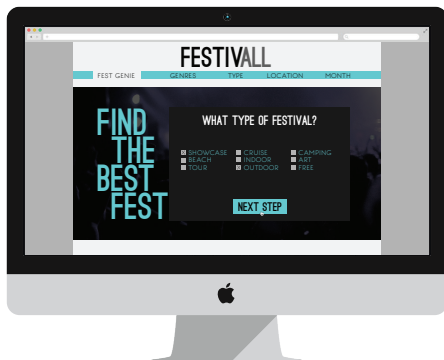 FESTIVALL
FEST GENIE GENRES TYPE LOCATION MONTH
FIND
THE
BEST
FEST
WHAT TYPE OF FESTIVAL?
SHOWCASE CRUISE CAMPING
BEACH INDOOR ART
TOUR OUTDOOR FREE
NEXT STEP